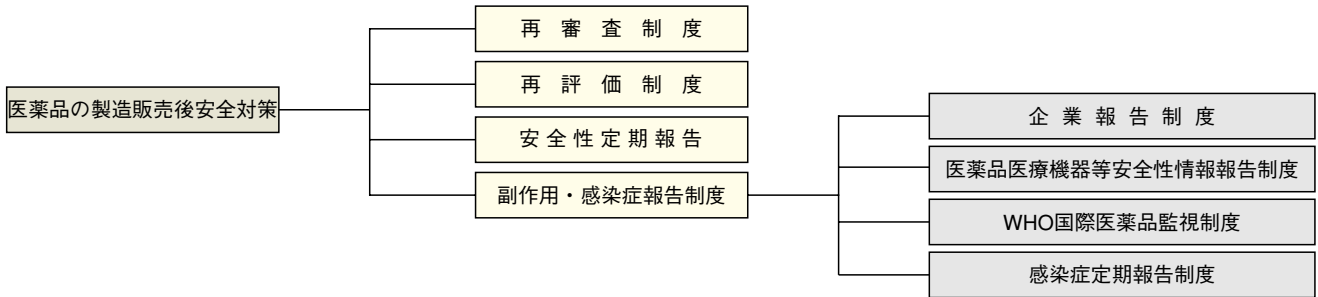 医薬品の製造販売後安全対策
再審査制度
再評価制度
安全性定期報告
副作用・感染症報告制度
企業報告制度
医薬品医療機器等安全性情報報告制度
WHO国際医薬品監視制度
感染症定期報告制度